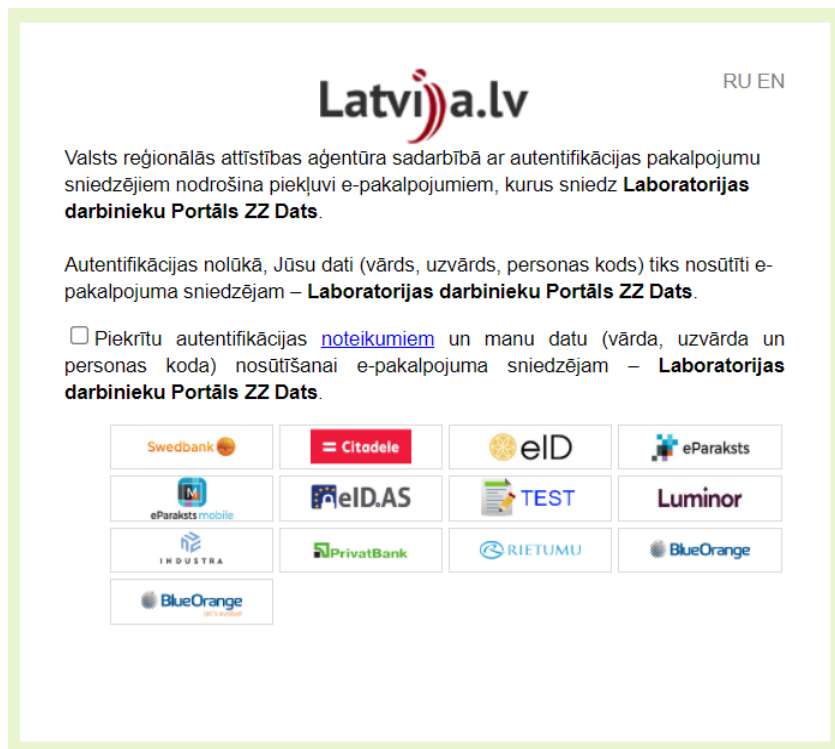 Latvija.lv
RU EN
Valsts reģionālās attīstības aģentūra sadarbībā ar autentifikācijas pakalpojumu
sniedzējiem nodrošina piekļuvi e-pakalpojumiem, kurus sniedz Laboratorijas
darbinieku Portāls ZZ Dats.
Autentifikācijas nolūkā, Jūsu dati (vārds, uzvārds, personas kods) tiks nosūtīti e-
pakalpojuma sniedzējam – Laboratorijas darbinieku Portāls ZZ Dats.
Piekrītu autentifikācijas noteikumiem un manu datu (vārda, uzvārda un
personas koda) nosūtīšanai e-pakalpojuma sniedzējam – Laboratorijas
darbinieku Portāls ZZ Dats.
Swedbank
Citadele
eID
eParaksts
eParaksts mobile
eID.AS
TEST
Luminor
INDUSTRA
PrivatBank
RIETUMU
BlueOrange
BlueOrange
let's evolve!